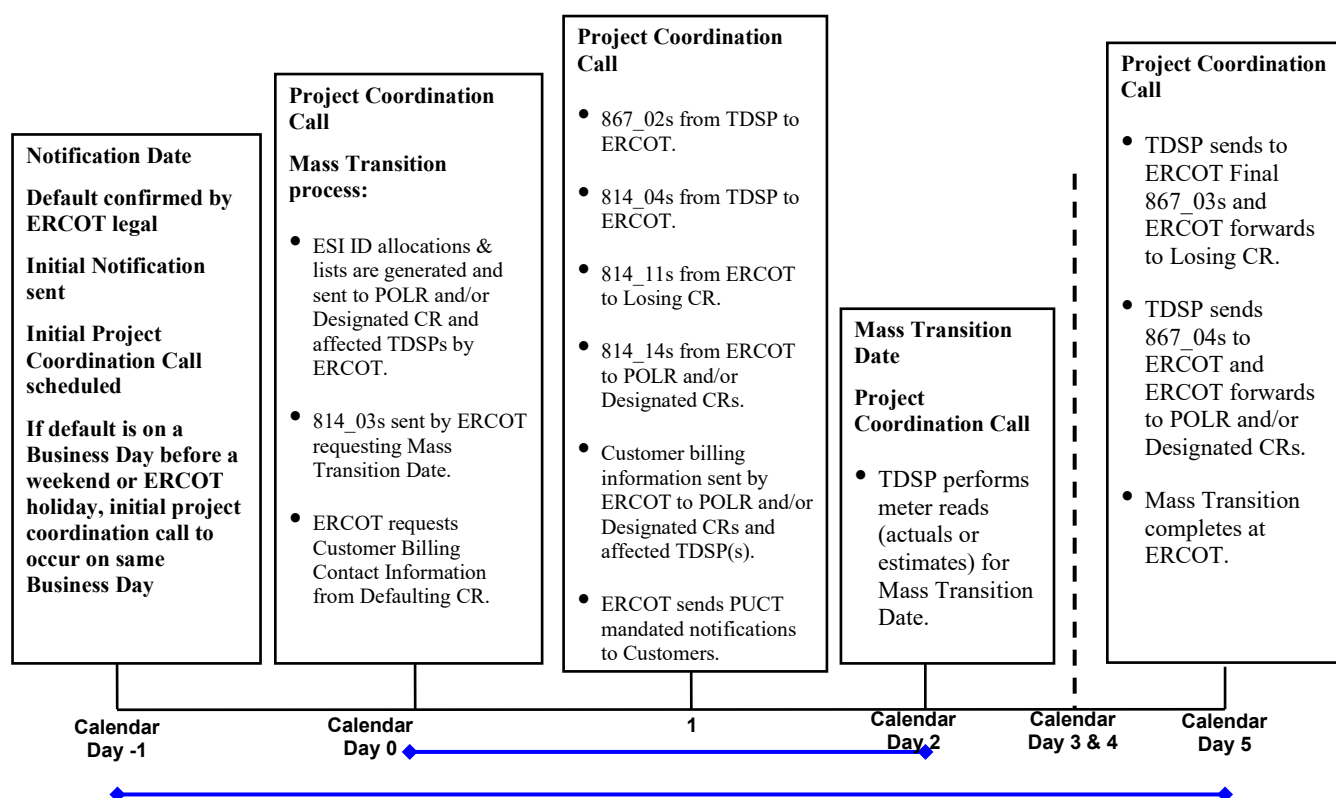 Notification Date
Default confirmed by
ERCOT legal
Initial Notification
sent
Initial Project
Coordination Call
scheduled
If default is on a
Business Day before a
weekend or ERCOT
holiday, initial project
coordination call to
occur on same
Business Day
Project Coordination
Call
Mass Transition
process:
• ESI ID allocations &
lists are generated and
sent to POLR and/or
Designated CR and
affected TDSPs by
ERCOT.
• 814_03s sent by ERCOT
requesting Mass
Transition Date.
• ERCOT requests
Customer Billing
Contact Information
from Defaulting CR.
Project Coordination
Call
• 867_02s from TDSP to
ERCOT.
• 814_04s from TDSP to
ERCOT.
• 814_11s from ERCOT
to Losing CR.
• 814_14s from ERCOT
to POLR and/or
Designated CRs.
• Customer billing
information sent by
ERCOT to POLR and/or
Designated CRs and
affected TDSP(s).
• ERCOT sends PUCT
mandated notifications
to Customers.
Mass Transition
Date
Project
Coordination Call
• TDSP performs
meter reads
(actuals or
estimates) for
Mass Transition
Date.
Project Coordination
Call
• TDSP sends to
ERCOT Final
867_03s and
ERCOT forwards
to Losing CR.
• TDSP sends
867_04s to
ERCOT and
ERCOT forwards
to POLR and/or
Designated CRs.
• Mass Transition
completes at
ERCOT.
Calendar
Day -1
Calendar
Day 0
1
Calendar
Day 2
Calendar
Day 3 & 4
Calendar
Day 5